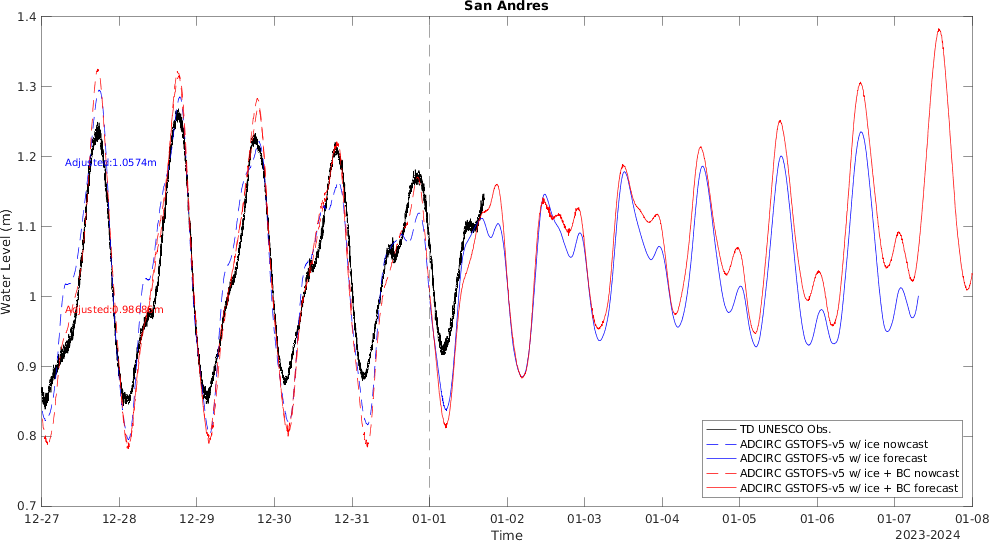 San Andres
1.4
1.3
1.2
1.1
1
0.9
0.8
0.7
Water Level (m)
Adjusted:1.0574m
TD UNESCO Obs.
ADCIRC GSTOFS-v5 w/ ice nowcast
ADCIRC GSTOFS-v5 w/ ice forecast
ADCIRC GSTOFS-v5 w/ ice + BC nowcast
ADCIRC GSTOFS-v5 w/ ice + BC forecast
12-27 12-28 12-29 12-30 12-31 01-01 01-02 01-03 01-04 01-05 01-06 01-07 01-08
Time
2023-2024